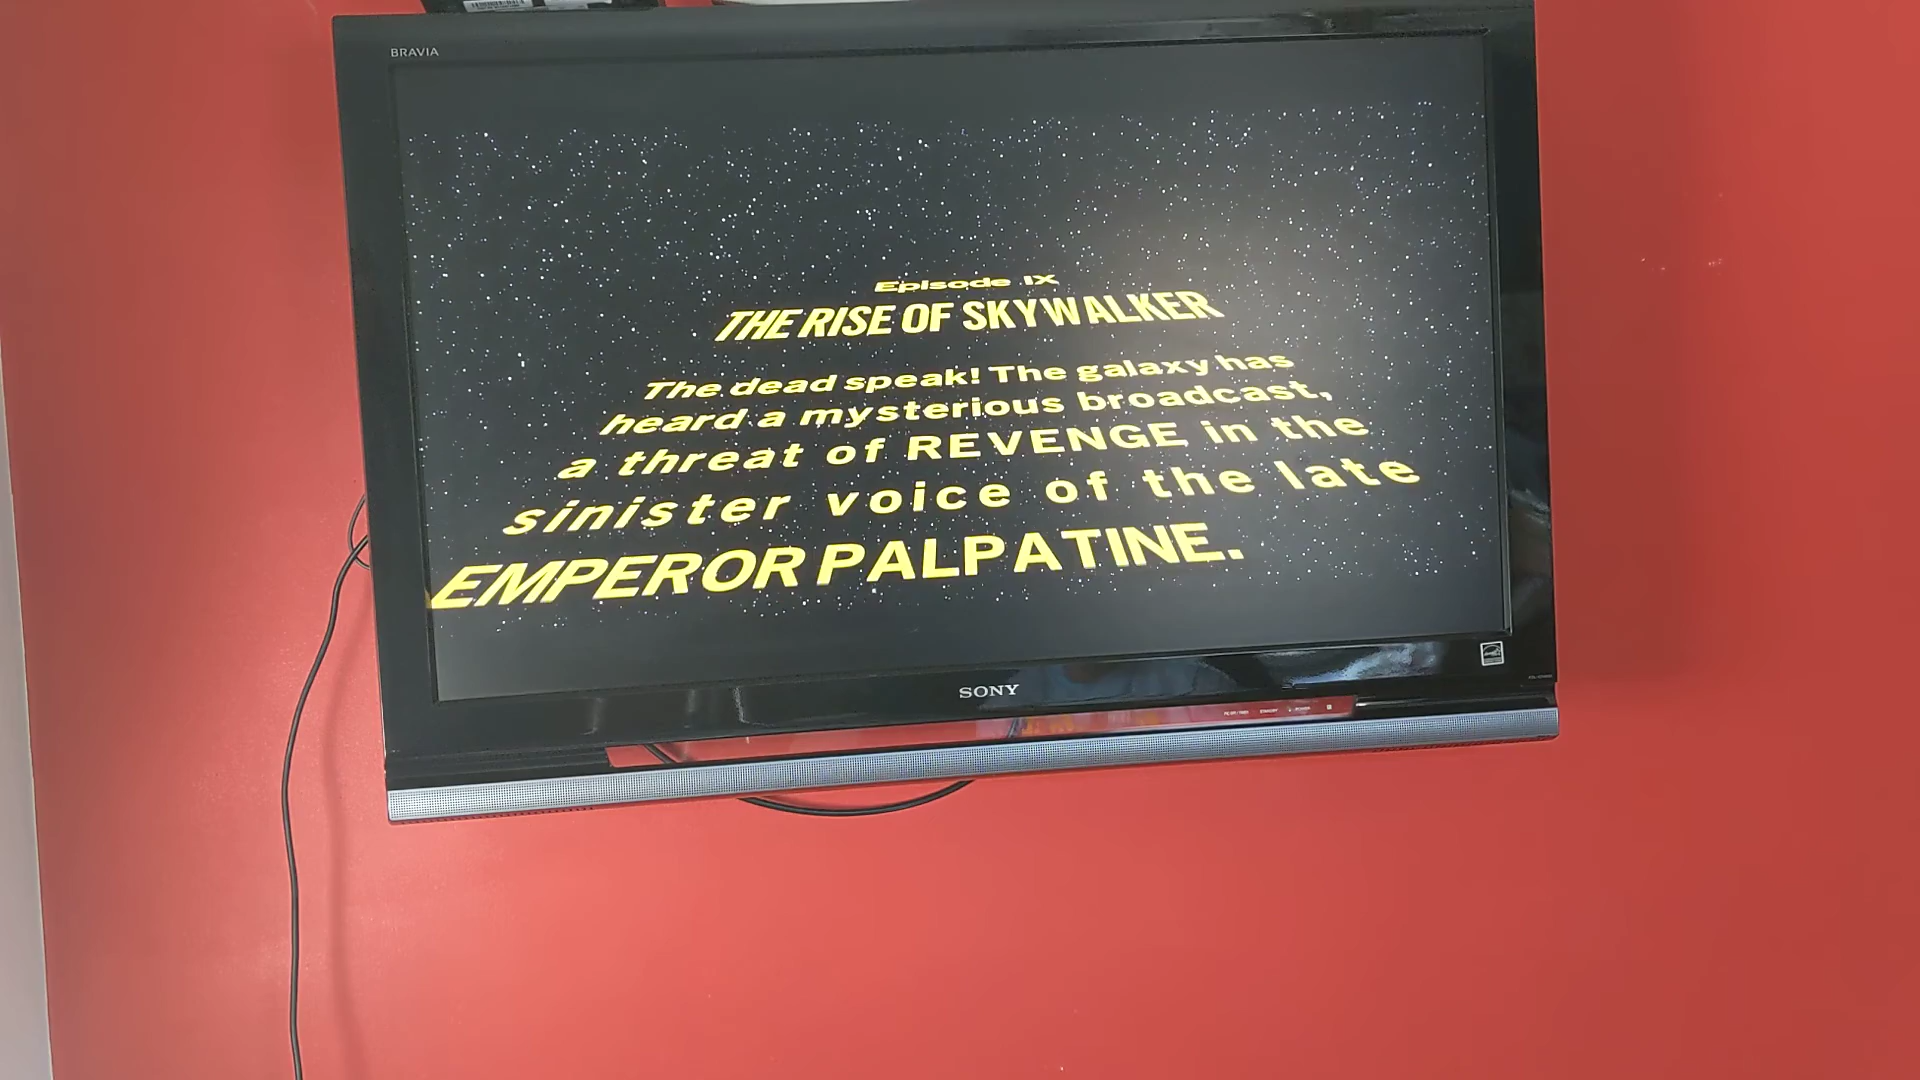 BRAVIA
Episode IX
THE RISE OF SKYWALKER
The dead speak! The galaxy has
heard a mysterious broadcast,
a threat of REVENGE in the
sinister voice of the late
EMPEROR PALPATINE.
SONY